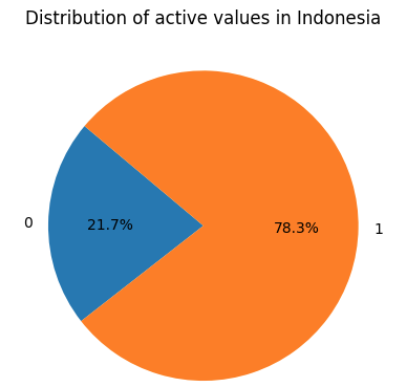 Distribution of active values in Indonesia
0
21.7%
78.3%
1